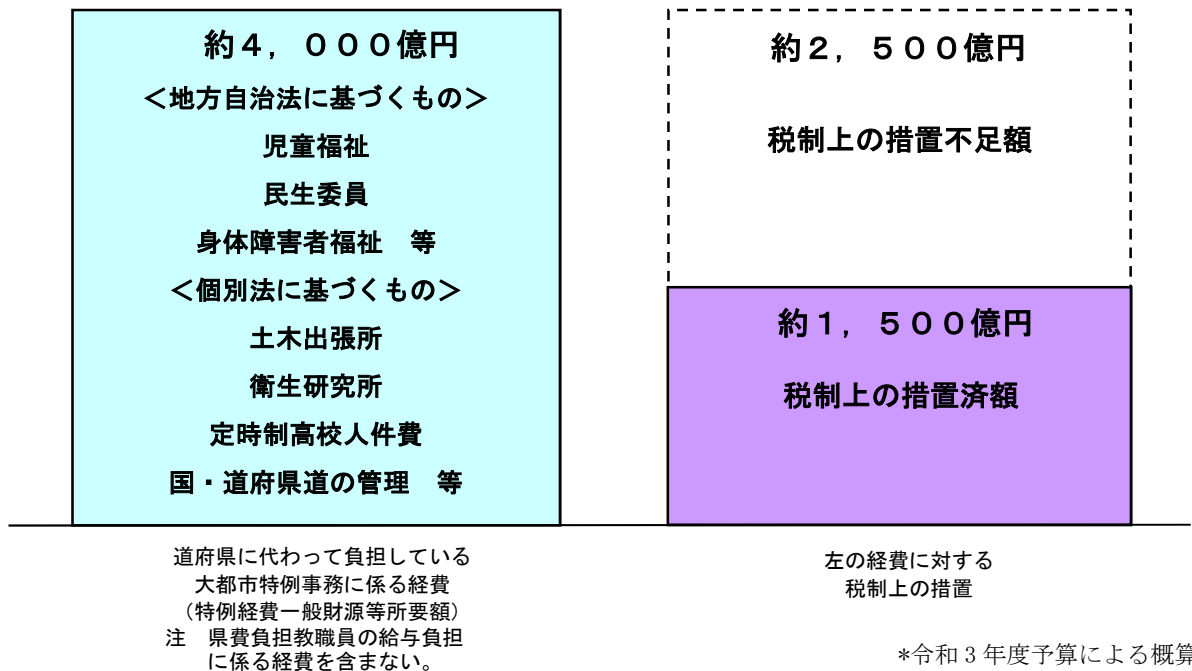 約４，０００億円
＜地方自治法に基づくもの＞
児童福祉
民生委員
身体障害者福祉　等
＜個別法に基づくもの＞
土木出張所
衛生研究所
定時制高校人件費
国・道府県道の管理　等
道府県に代わって負担している
大都市特例事務に係る経費
（特例経費一般財源等所要額）
注　県費負担教職員の給与負担
に係る経費を含まない。
約２，５００億円
税制上の措置不足額
約１，５００億円
税制上の措置済額
左の経費に対する
税制上の措置
*令和３年度予算による概算